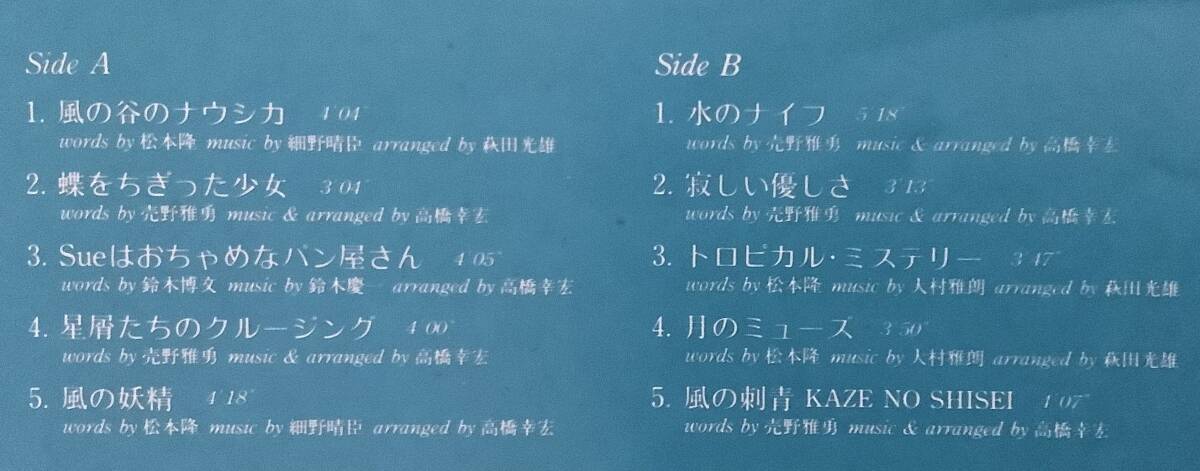 Side A
1. 風の谷のナウシカ 4'04"
words by 松本隆 music by 細野晴臣 arranged by 萩田光雄
2. 蝶をちぎった少女 3'04"
words by 売野雅勇 music & arranged by 高橋幸宏
3. Sueはおちゃめなパン屋さん 4'05"
words by 鈴木博文 music by 鈴木慶一 arranged by 高橋幸宏
4. 星屑たちのクルージング 4'00"
words by 売野雅勇 music & arranged by 高橋幸宏
5. 風の妖精 4'18"
words by 松本隆 music by 細野晴臣 arranged by 高橋幸宏
Side B
1. 水のナイフ 5'18"
words by 売野雅勇 music & arranged by 高橋幸宏
2. 寂しい優しさ 3'13"
words by 売野雅勇 music & arranged by 高橋幸宏
3. トロピカル・ミステリー 3'47"
words by 松本隆 music by 大村雅朗 arranged by 萩田光雄
4. 月のミューズ 3'50"
words by 松本隆 music by 大村雅朗 arranged by 萩田光雄
5. 風の刺青 KAZE NO SHISEI 4'07"
words by 売野雅勇 music & arranged by 高橋幸宏